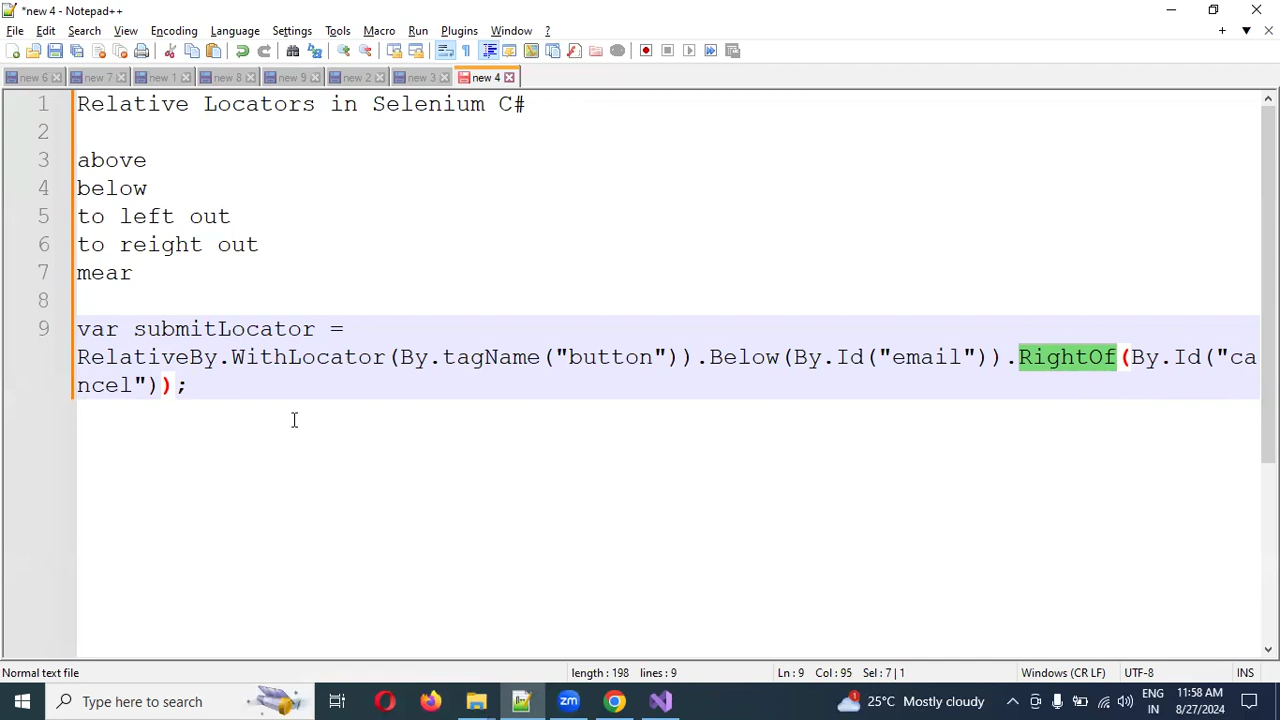 *new 4 - Notepad++
File Edit Search View Encoding Language Settings Tools Macro Run Plugins Window ?
new 6 new 7 new 1 new 8 new 9 new 2 new 3 new 4
1 Relative Locators in Selenium C#
2
3 above
4 below
5 to left out
6 to reight out
7 mear
8
9 var submitLocator =
RelativeBy.WithLocator(By.tagName("button")).Below(By.Id("email")).RightOf(By.Id("ca
ncel"));
Normal text file length : 198 lines : 9 Ln : 9 Col : 95 Sel : 7 | 1 Windows (CR LF) UTF-8 INS
Type here to search 25°C Mostly cloudy ENG IN 11:58 AM 8/27/2024